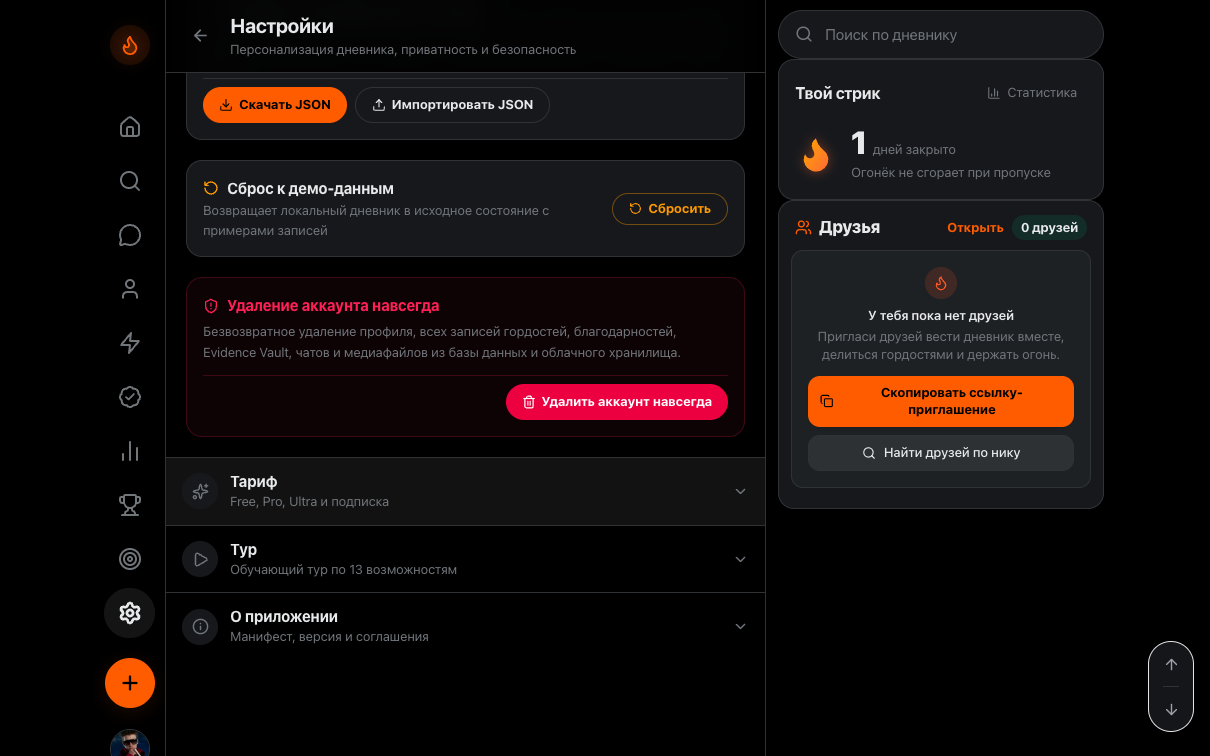 Настройки
Персонализация дневника, приватность и безопасность
Скачать JSON
Импортировать JSON
Сброс к демо-данным
Возвращает локальный дневник в исходное состояние с
примерами записей
Сбросить
Удаление аккаунта навсегда
Безвозвратное удаление профиля, всех записей гордостей, благодарностей,
Evidence Vault, чатов и медиафайлов из базы данных и облачного хранилища.
Удалить аккаунт навсегда
Тариф
Free, Pro, Ultra и подписка
Тур
Обучающий тур по 13 возможностям
О приложении
Манифест, версия и соглашения
Поиск по дневнику
Твой стрик
Статистика
1 дней закрыто
Огонёк не сгорает при пропуске
Друзья
Открыть
0 друзей
У тебя пока нет друзей
Пригласи друзей вести дневник вместе,
делиться гордостями и держать огонь.
Скопировать ссылку-
приглашение
Найти друзей по нику